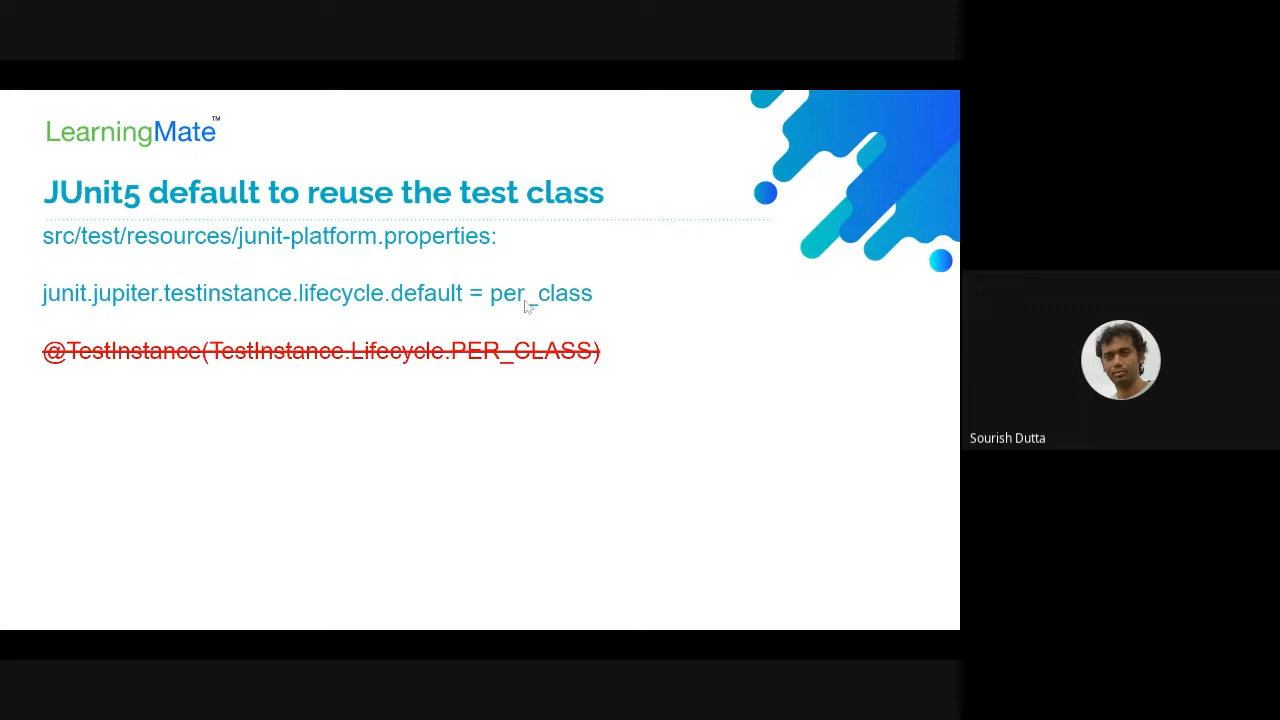 LearningMate™
JUnit5 default to reuse the test class
src/test/resources/junit-platform.properties:
junit.jupiter.testinstance.lifecycle.default = per_class
@TestInstance(TestInstance.Lifecycle.PER_CLASS)
Sourish Dutta